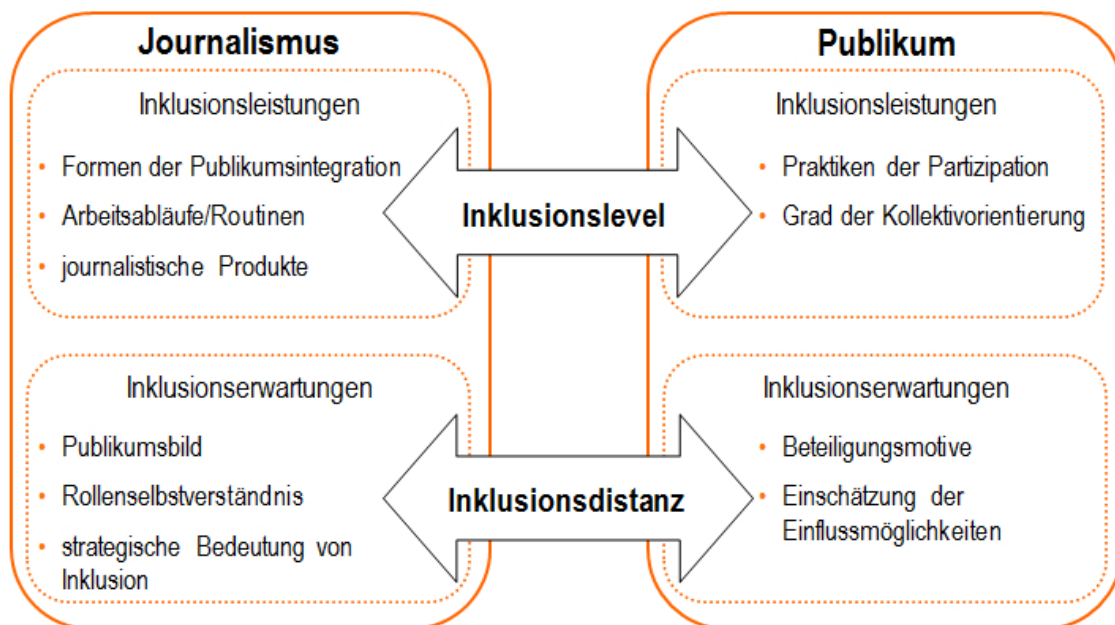 Journalismus
Inklusionsleistungen
• Formen der Publikumsintegration
• Arbeitsabläufe/Routinen
• journalistische Produkte
Inklusionserwartungen
• Publikumsbild
• Rollenselbstverständnis
• strategische Bedeutung von
Inklusion
Inklusionslevel
Inklusionsdistanz
Publikum
Inklusionsleistungen
• Praktiken der Partizipation
• Grad der Kollektivorientierung
Inklusionserwartungen
• Beteiligungsmotive
• Einschätzung der
Einflussmöglichkeiten